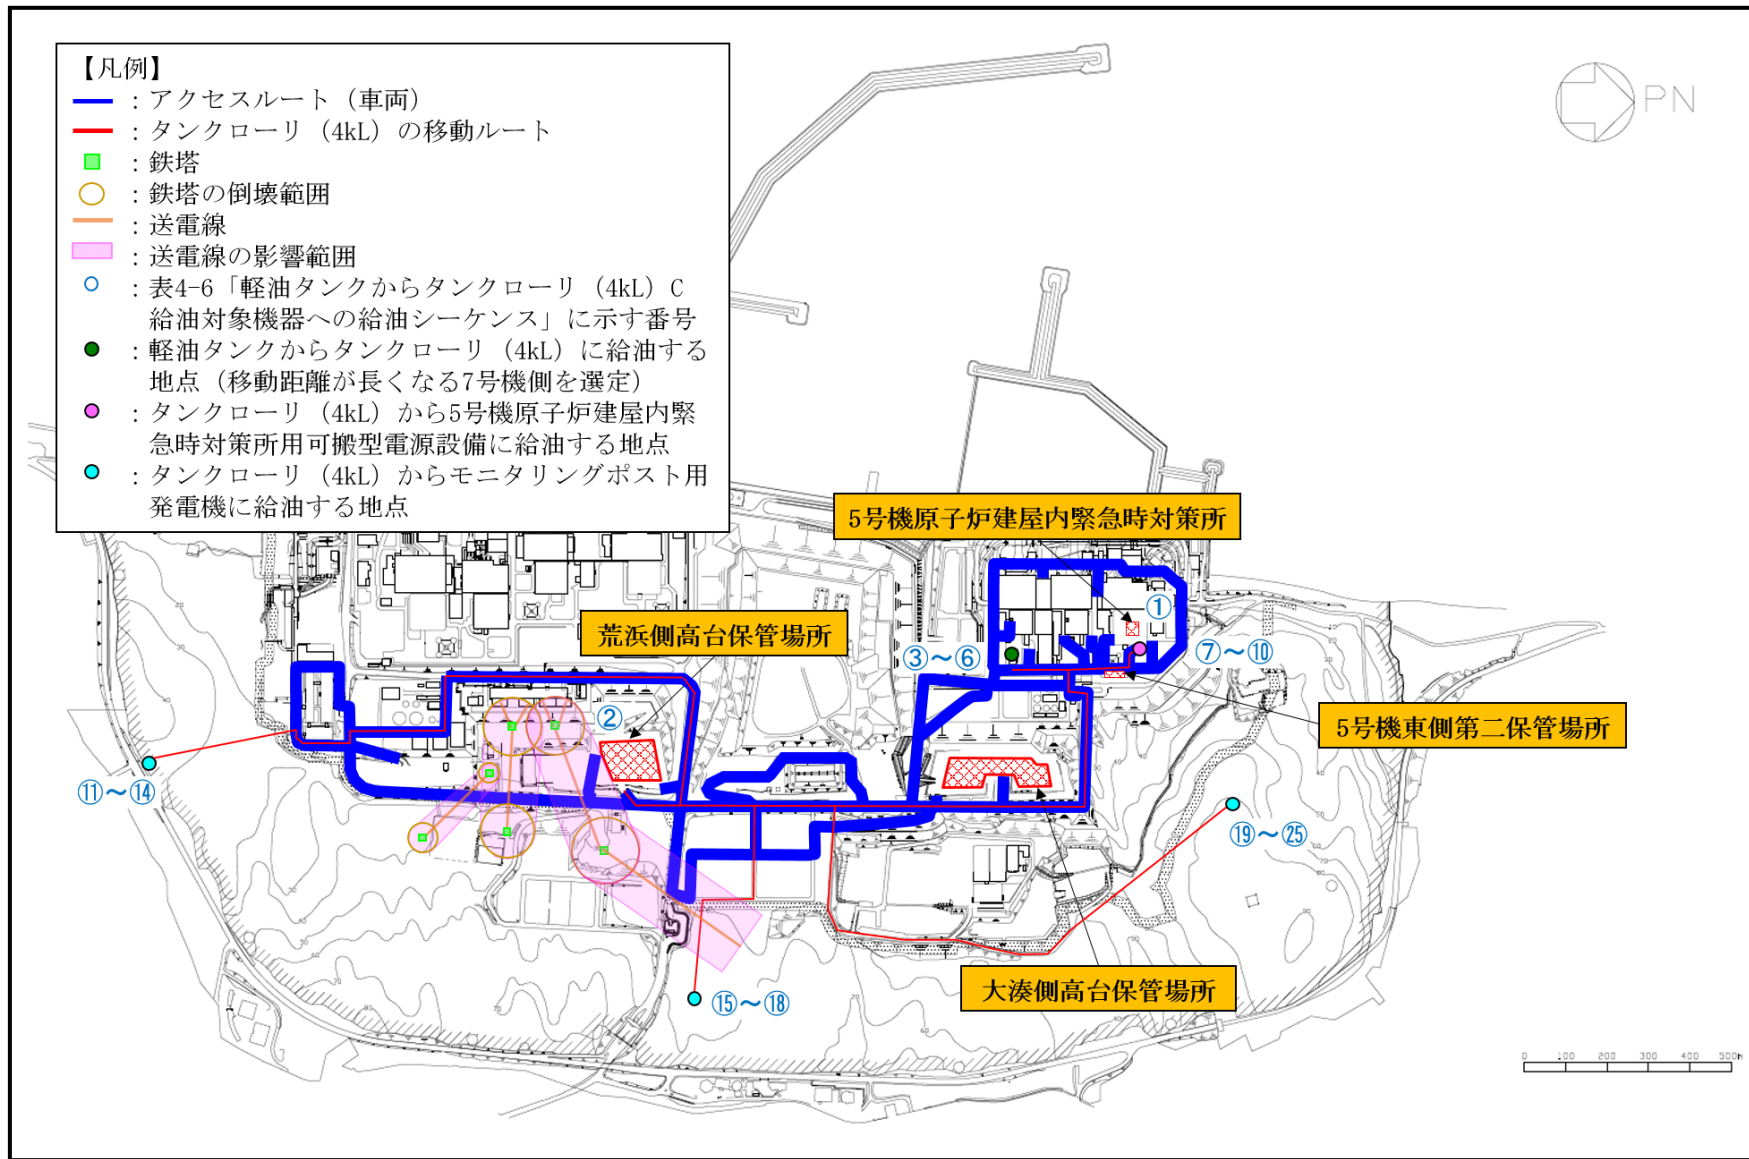 【凡例】
：アクセスルート（車両）
：タンクローリ（4kL）の移動ルート
：鉄塔
：鉄塔の倒壊範囲
：送電線
：送電線の影響範囲
：表4-6「軽油タンクからタンクローリ（4kL）C
給油対象機器への給油シーケンス」に示す番号
：軽油タンクからタンクローリ（4kL）に給油する
地点（移動距離が長くなる7号機側を選定）
：タンクローリ（4kL）から5号機原子炉建屋内緊
急時対策所用可搬型電源設備に給油する地点
：タンクローリ（4kL）からモニタリングポスト用
発電機に給油する地点
PN
5号機原子炉建屋内緊急時対策所
①
荒浜側高台保管場所
③～⑥
⑦～⑩
②
5号機東側第二保管場所
⑪～⑭
⑲～㉕
大湊側高台保管場所
⑮～⑱
0 100 200 300 400 500m